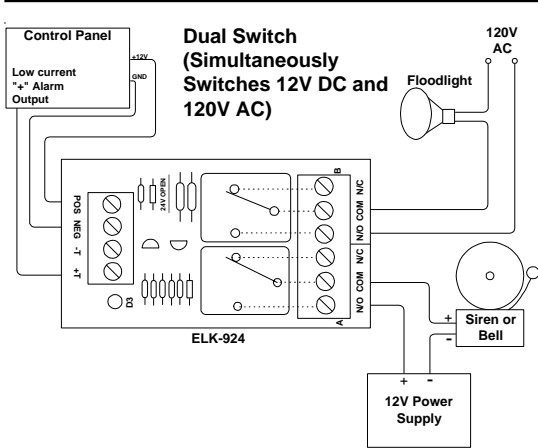 Control Panel
Low current
"+" Alarm
Output
+12V
GND
Dual Switch
(Simultaneously
Switches 12V DC and
120V AC)
120V
AC
Floodlight
POS NEG -T +T
24V OPEN
D3
B
N/O COM N/C
N/O COM N/C
A
ELK-924
+
-
Siren or
Bell
+ -
12V Power
Supply